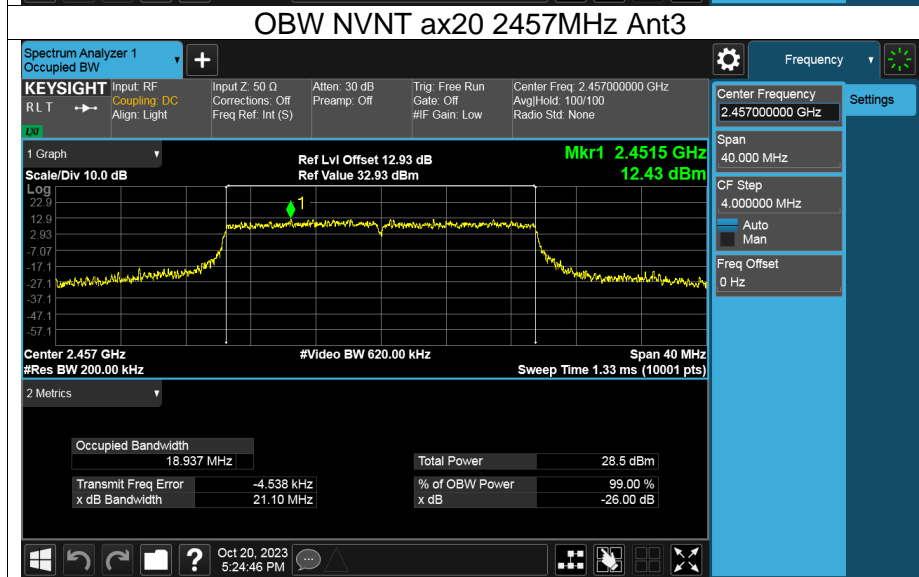 OBW NVNT ax20 2457MHz Ant3
Spectrum Analyzer 1
Occupied BW
+
Frequency
KEYSIGHT
R L T
LXI
Input: RF
Coupling: DC
Align: Light
Input Z: 50 Ω
Corrections: Off
Freq Ref: Int (S)
Atten: 30 dB
Preamp: Off
Trig: Free Run
Gate: Off
#IF Gain: Low
Center Freq: 2.457000000 GHz
Avg|Hold: 100/100
Radio Std: None
Center Frequency
2.457000000 GHz
Settings
Span
40.000 MHz
CF Step
4.000000 MHz
Auto
Man
Freq Offset
0 Hz
1 Graph
Scale/Div 10.0 dB
Ref Lvl Offset 12.93 dB
Ref Value 32.93 dBm
Mkr1 2.4515 GHz
12.43 dBm
Log
22.9
12.9
2.93
-7.07
-17.1
-27.1
-37.1
-47.1
-57.1
1
Center 2.457 GHz
#Res BW 200.00 kHz
#Video BW 620.00 kHz
Span 40 MHz
Sweep Time 1.33 ms (10001 pts)
2 Metrics
Occupied Bandwidth
18.937 MHz
Total Power 28.5 dBm
Transmit Freq Error -4.538 kHz
% of OBW Power 99.00 %
x dB Bandwidth 21.10 MHz
x dB -26.00 dB
?
Oct 20, 2023
5:24:46 PM